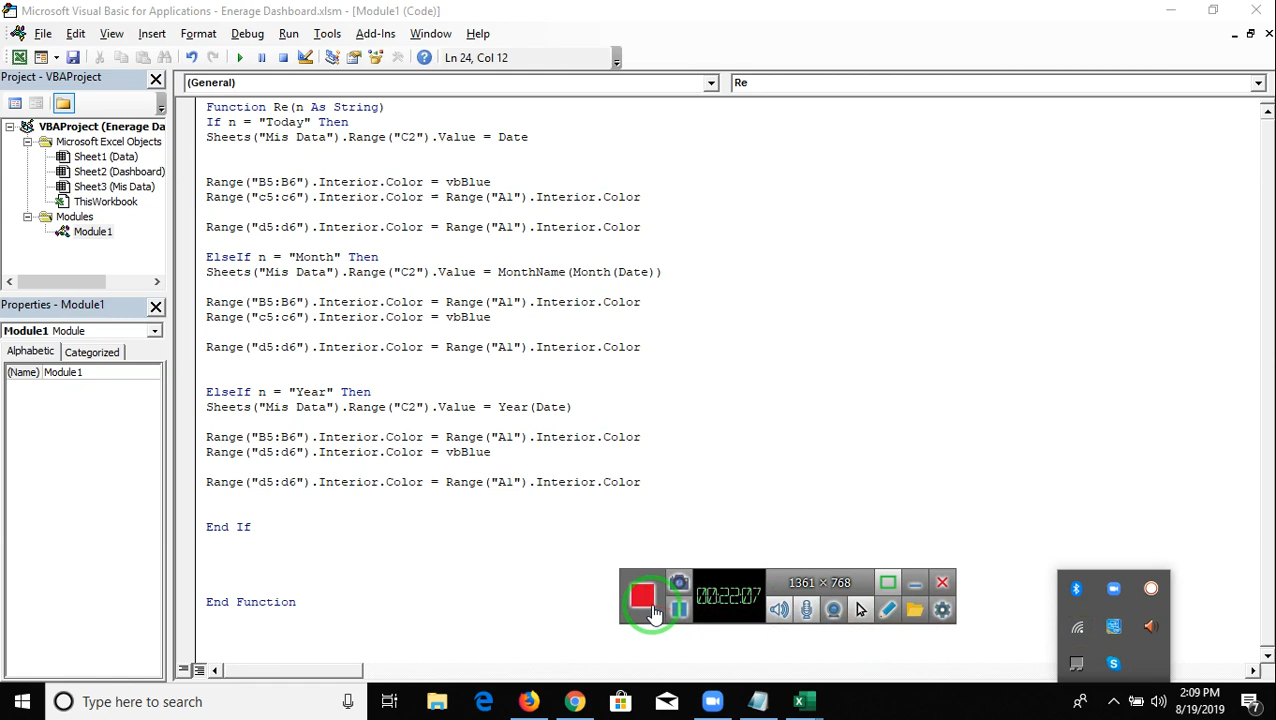 Microsoft Visual Basic for Applications - Enerage Dashboard.xlsm - [Module1 (Code)]
File Edit View Insert Format Debug Run Tools Add-Ins Window Help
Ln 24, Col 12
Project - VBAProject
(General)
Re
VBAProject (Enerage Da
Microsoft Excel Objects
Sheet1 (Data)
Sheet2 (Dashboard)
Sheet3 (Mis Data)
ThisWorkbook
Modules
Module1
Properties - Module1
Module1 Module
Alphabetic Categorized
(Name) Module1
Function Re(n As String)
If n = "Today" Then
Sheets("Mis Data").Range("C2").Value = Date
Range("B5:B6").Interior.Color = vbBlue
Range("c5:c6").Interior.Color = Range("A1").Interior.Color
Range("d5:d6").Interior.Color = Range("A1").Interior.Color
ElseIf n = "Month" Then
Sheets("Mis Data").Range("C2").Value = MonthName(Month(Date))
Range("B5:B6").Interior.Color = Range("A1").Interior.Color
Range("c5:c6").Interior.Color = vbBlue
Range("d5:d6").Interior.Color = Range("A1").Interior.Color
ElseIf n = "Year" Then
Sheets("Mis Data").Range("C2").Value = Year(Date)
Range("B5:B6").Interior.Color = Range("A1").Interior.Color
Range("d5:d6").Interior.Color = vbBlue
Range("d5:d6").Interior.Color = Range("A1").Interior.Color
End If
End Function
00:22:07
1361 × 768
Type here to search
2:09 PM
8/19/2019
7